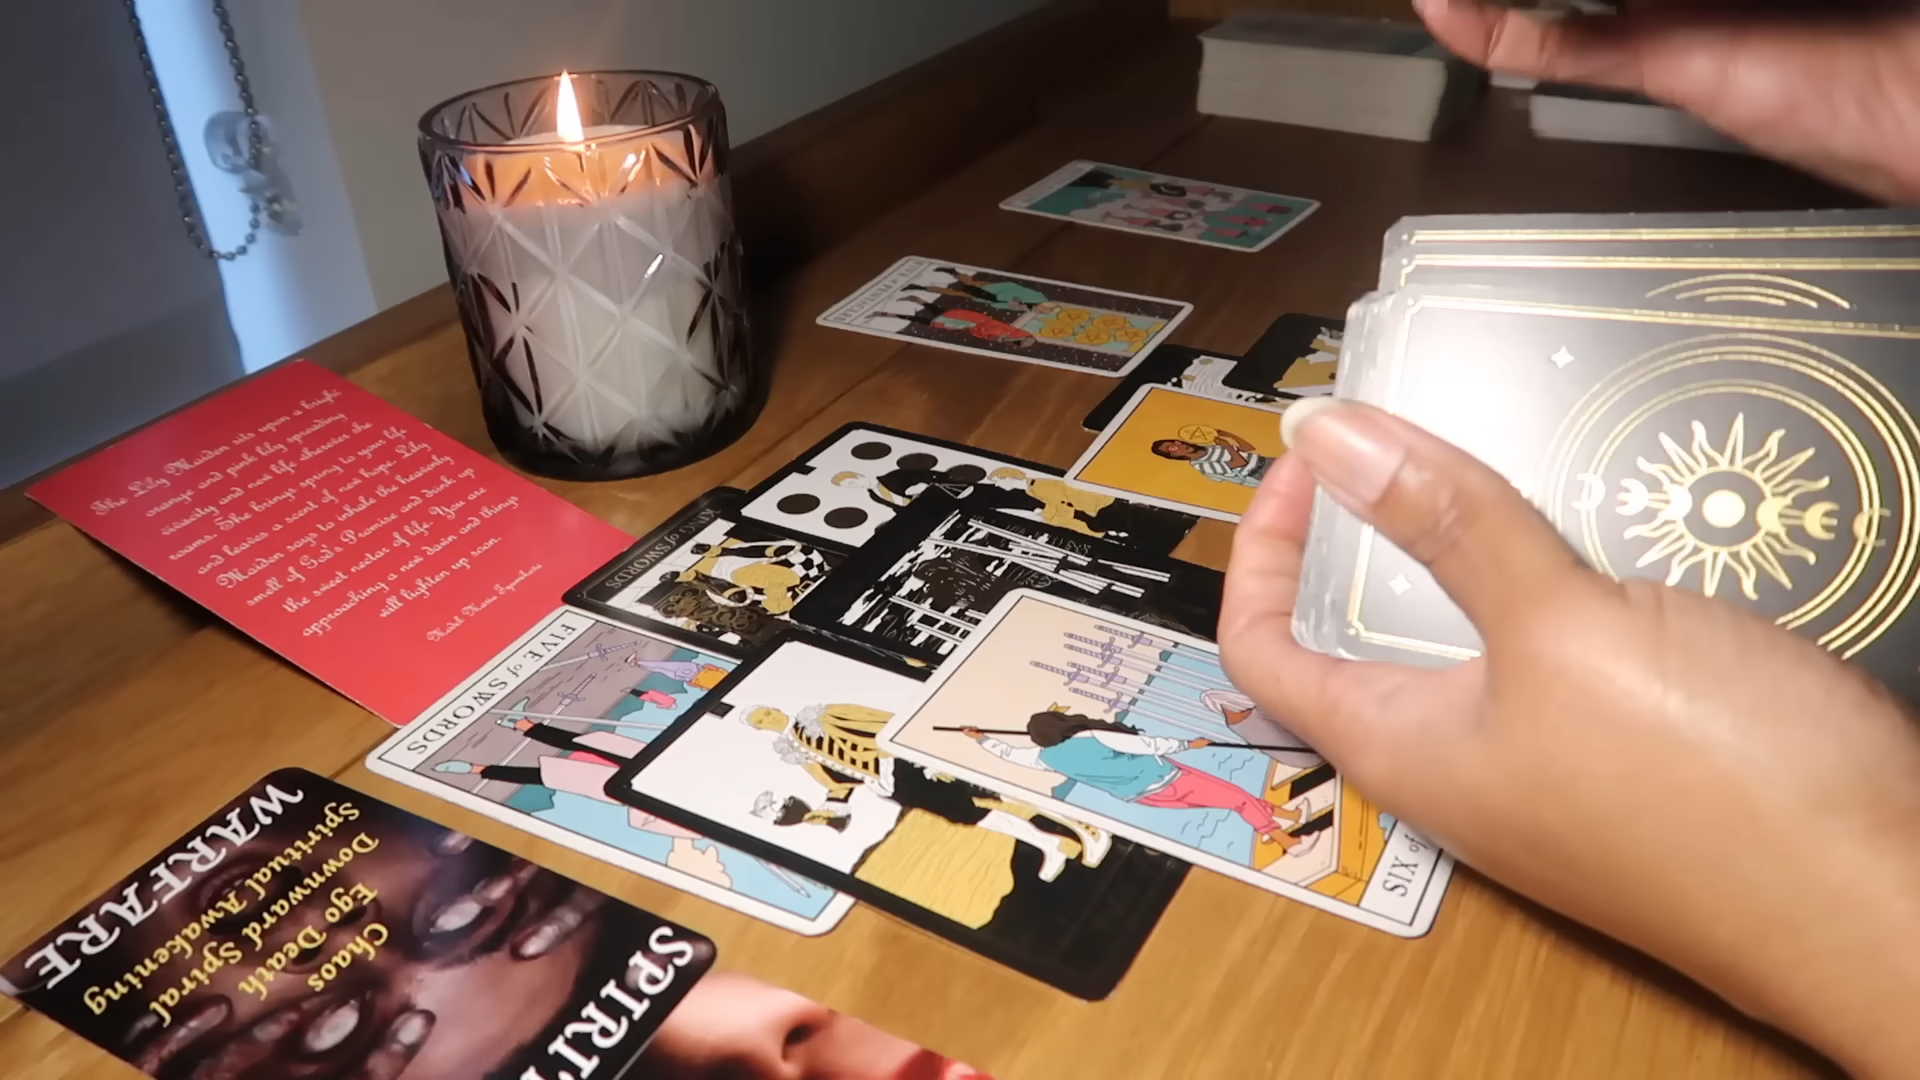 The Lily Maiden sits upon a bright
orange and pink lily spreading
vivacity and new life wherever she
roams. She brings spring to your life
and leaves a scent of new hope. Lily
Maiden says to inhale the heavenly
smell of God's Promise and drink up
the sweet nectar of life. You are
approaching a new dawn and things
will lighten up soon.
FIVE of PENTACLES
KING of SWORDS
FIVE of SWORDS
SIX of
SPIRIT
WARFARE
Chaos
Ego Death
Downward Spiral
Spiritual Awakening